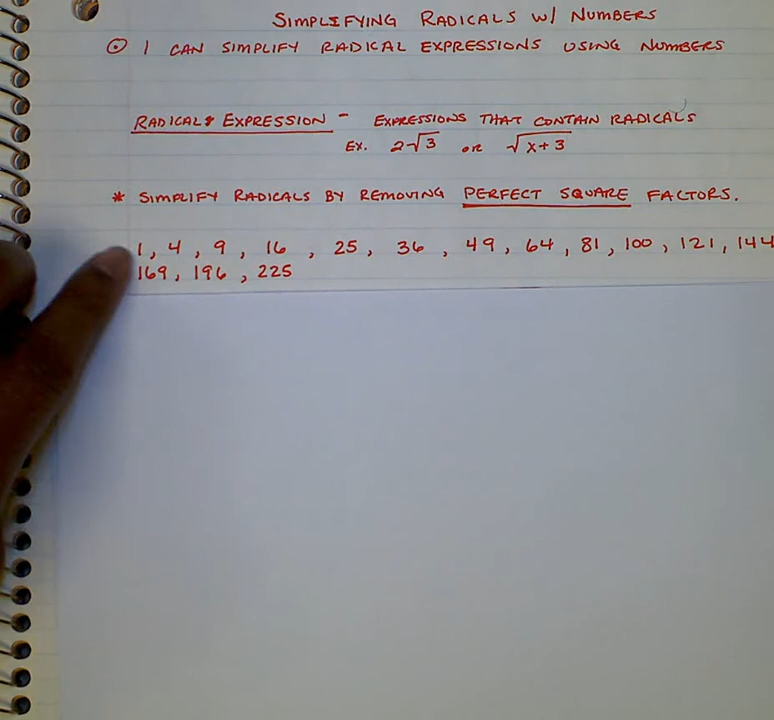 SIMPLIFYING RADICALS W/ NUMBERS
⊙ I CAN SIMPLIFY RADICAL EXPRESSIONS USING NUMBERS
RADICAL EXPRESSION - EXPRESSIONS THAT CONTAIN RADICALS
EX. 2√3 OR √x+3
* SIMPLIFY RADICALS BY REMOVING PERFECT SQUARE FACTORS.
1, 4, 9, 16, 25, 36, 49, 64, 81, 100, 121, 144
169, 196, 225